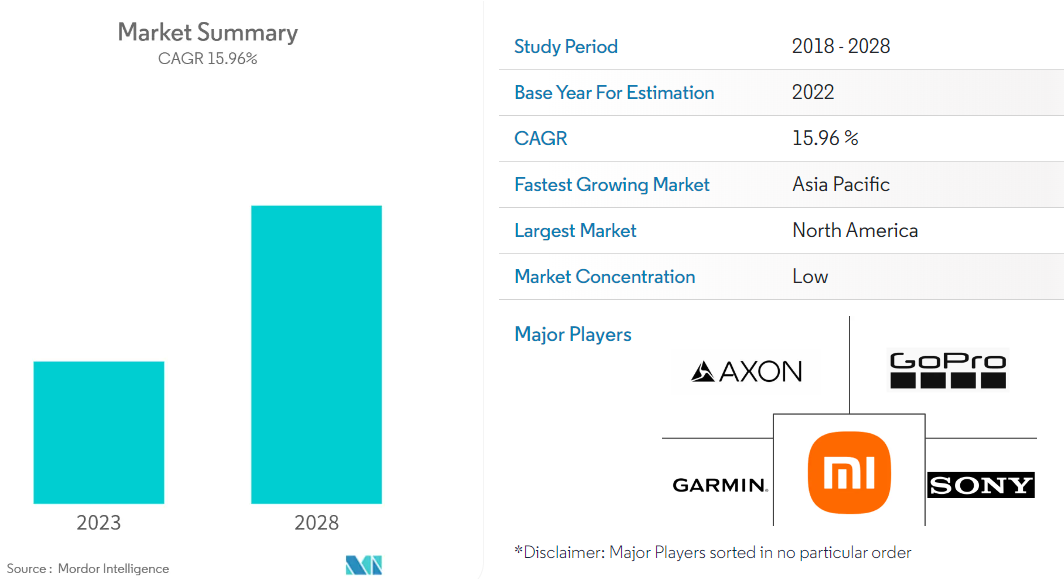 Market Summary
CAGR 15.96%
2023
2028
Source : Mordor Intelligence
Study Period 2018 - 2028
Base Year For Estimation 2022
CAGR 15.96 %
Fastest Growing Market Asia Pacific
Largest Market North America
Market Concentration Low
Major Players
AXON
GoPro
GARMIN.
mi
SONY
*Disclaimer: Major Players sorted in no particular order